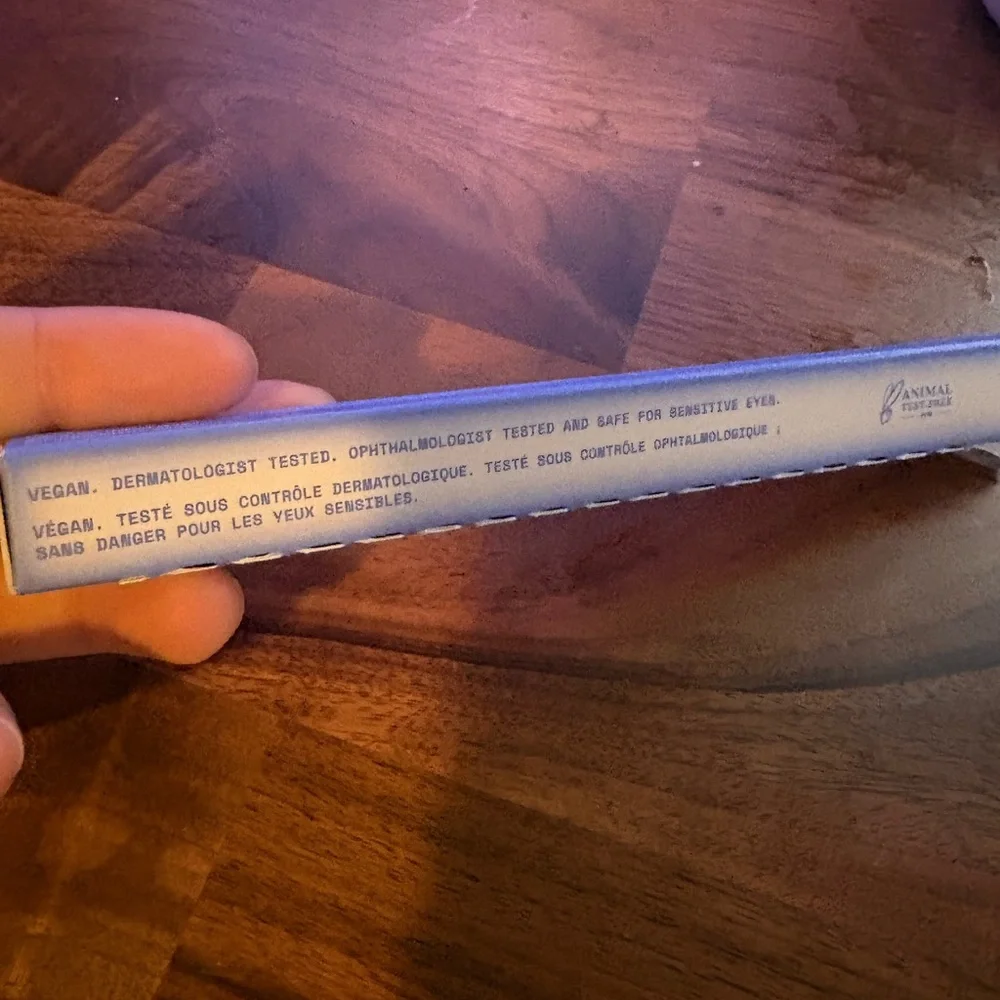 VEGAN. DERMATOLOGIST TESTED. OPHTHALMOLOGIST TESTED AND SAFE FOR SENSITIVE EYES.
VÉGAN. TESTÉ SOUS CONTRÔLE DERMATOLOGIQUE. TESTÉ SOUS CONTRÔLE OPHTALMOLOGIQUE ;
SANS DANGER POUR LES YEUX SENSIBLES.
ANIMAL
TEST-FREE